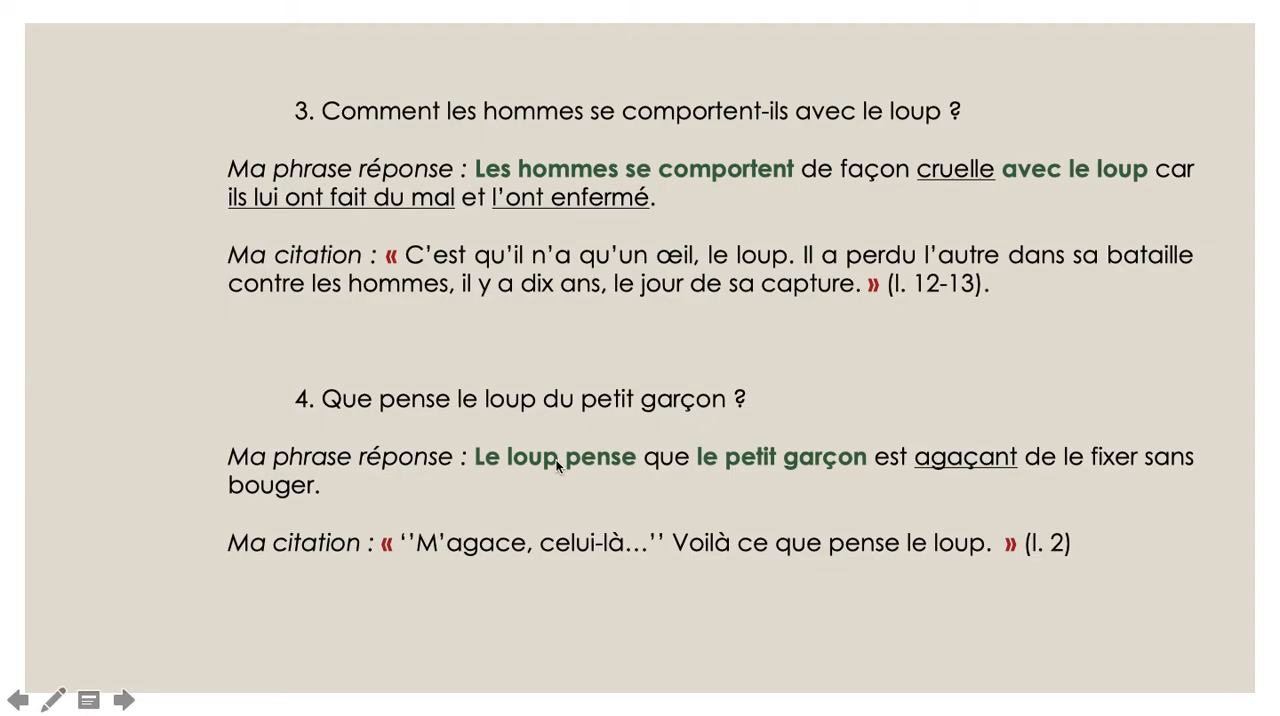 3. Comment les hommes se comportent-ils avec le loup ?
Ma phrase réponse : Les hommes se comportent de façon cruelle avec le loup car
ils lui ont fait du mal et l’ont enfermé.
Ma citation : « C’est qu’il n’a qu’un œil, le loup. Il a perdu l’autre dans sa bataille
contre les hommes, il y a dix ans, le jour de sa capture. » (l. 12-13).
4. Que pense le loup du petit garçon ?
Ma phrase réponse : Le loup pense que le petit garçon est agaçant de le fixer sans
bouger.
Ma citation : « ‘’M’agace, celui-là…’’ Voilà ce que pense le loup.  » (l. 2)